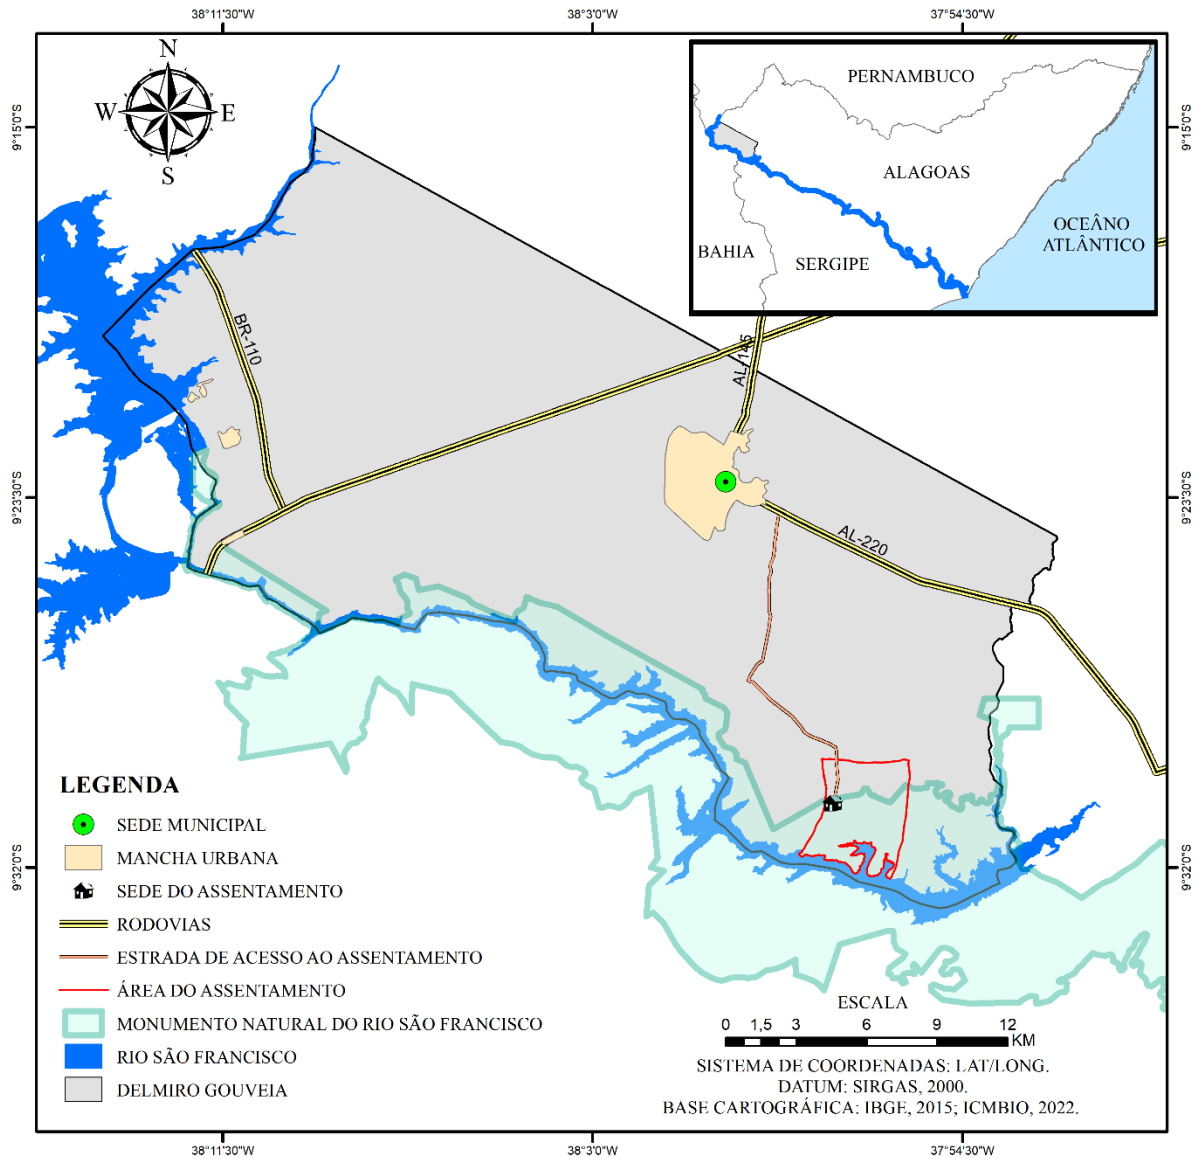 38°11'30"W
38°3'0"W
37°54'30"W
N
W
E
S
9°15'0"S
9°15'0"S
PERNAMBUCO
ALAGOAS
OCEÂNO
ATLÂNTICO
BAHIA
SERGIPE
BR-110
AL-145
9°23'30"S
9°23'30"S
AL-220
LEGENDA
SEDE MUNICIPAL
MANCHA URBANA
SEDE DO ASSENTAMENTO
RODOVIAS
ESTRADA DE ACESSO AO ASSENTAMENTO
ÁREA DO ASSENTAMENTO
MONUMENTO NATURAL DO RIO SÃO FRANCISCO
RIO SÃO FRANCISCO
DELMIRO GOUVEIA
9°32'0"S
9°32'0"S
ESCALA
0 1,5 3 6 9 12
KM
SISTEMA DE COORDENADAS: LAT/LONG.
DATUM: SIRGAS, 2000.
BASE CARTOGRÁFICA: IBGE, 2015; ICMBIO, 2022.
38°11'30"W
38°3'0"W
37°54'30"W